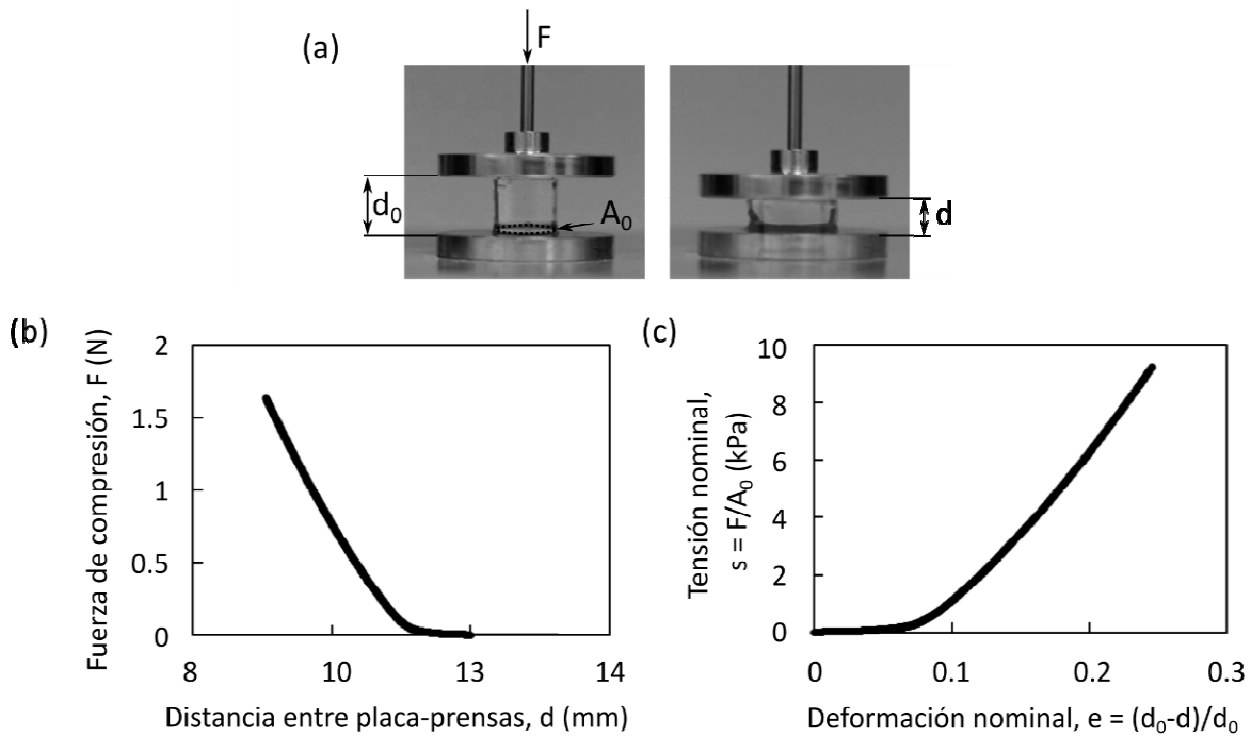 (a)
F
d₀
A₀
d
(b)
Fuerza de compresión, F (N)
2
1.5
1
0.5
0
8
10
13
14
Distancia entre placa-prensas, d (mm)
(c)
Tensión nominal,
s = F/A₀ (kPa)
10
8
6
4
2
0
0
0.1
0.2
0.3
Deformación nominal, e = (d₀-d)/d₀